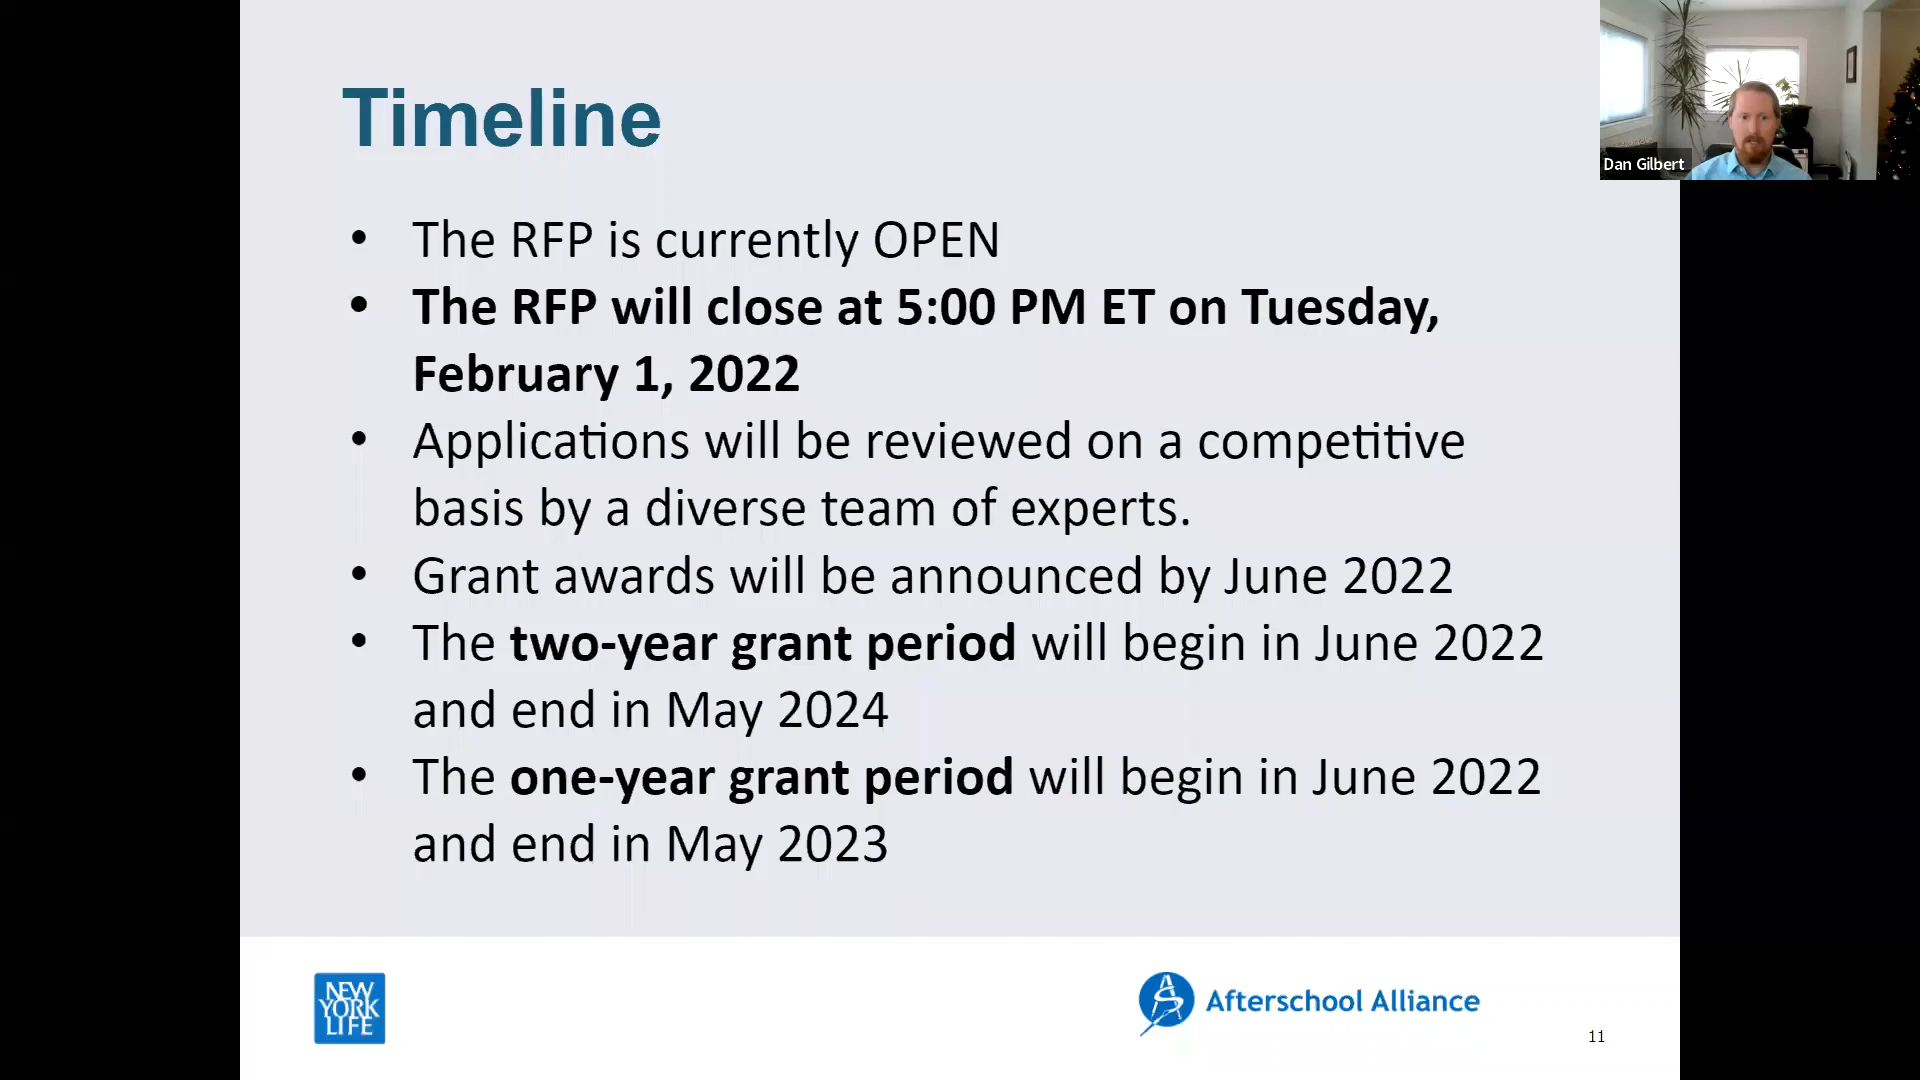 Timeline
Dan Gilbert
• The RFP is currently OPEN
• The RFP will close at 5:00 PM ET on Tuesday,
February 1, 2022
• Applications will be reviewed on a competitive
basis by a diverse team of experts.
• Grant awards will be announced by June 2022
• The two-year grant period will begin in June 2022
and end in May 2024
• The one-year grant period will begin in June 2022
and end in May 2023
NEW
YORK
LIFE
Afterschool Alliance
11